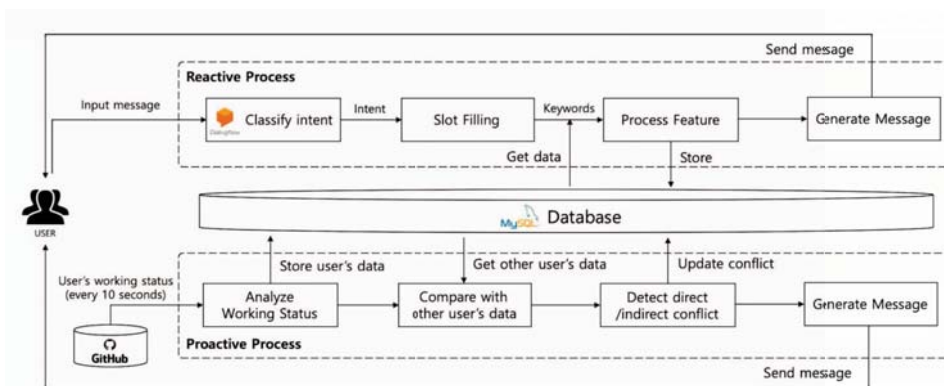 Send message
Reactive Process
Input message
Dialogflow
Classify intent
Intent
Slot Filling
Keywords
Process Feature
Generate Message
Get data
Store
USER
MySQL Database
User's working status
(every 10 seconds)
Store user's data
Get other user's data
Update conflict
Analyze
Working Status
Compare with
other user's data
Detect direct
/indirect conflict
Generate Message
GitHub
Proactive Process
Send message